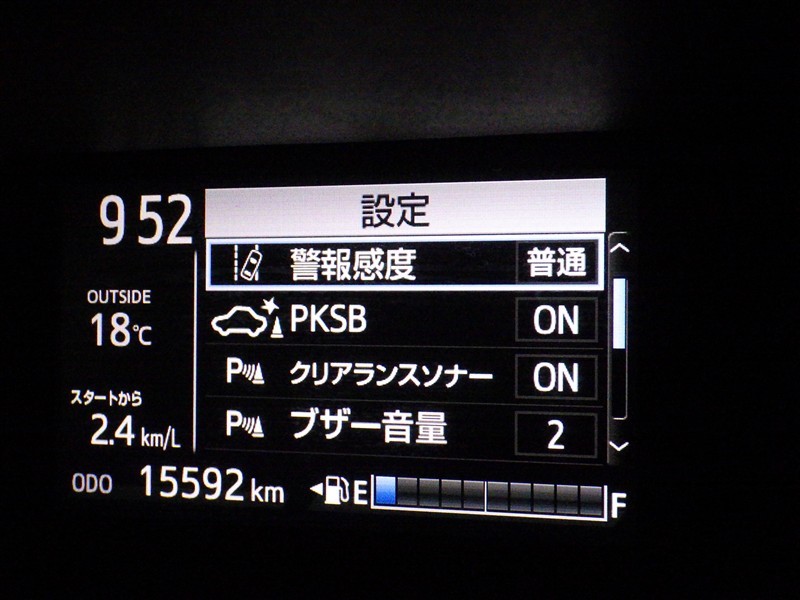 9 52
設定
警報感度 普通
OUTSIDE
18℃
PKSB ON
P クリアランスソナー ON
スタートから
2.4 km/L
P ブザー音量 2
ODO 15592 km
E F